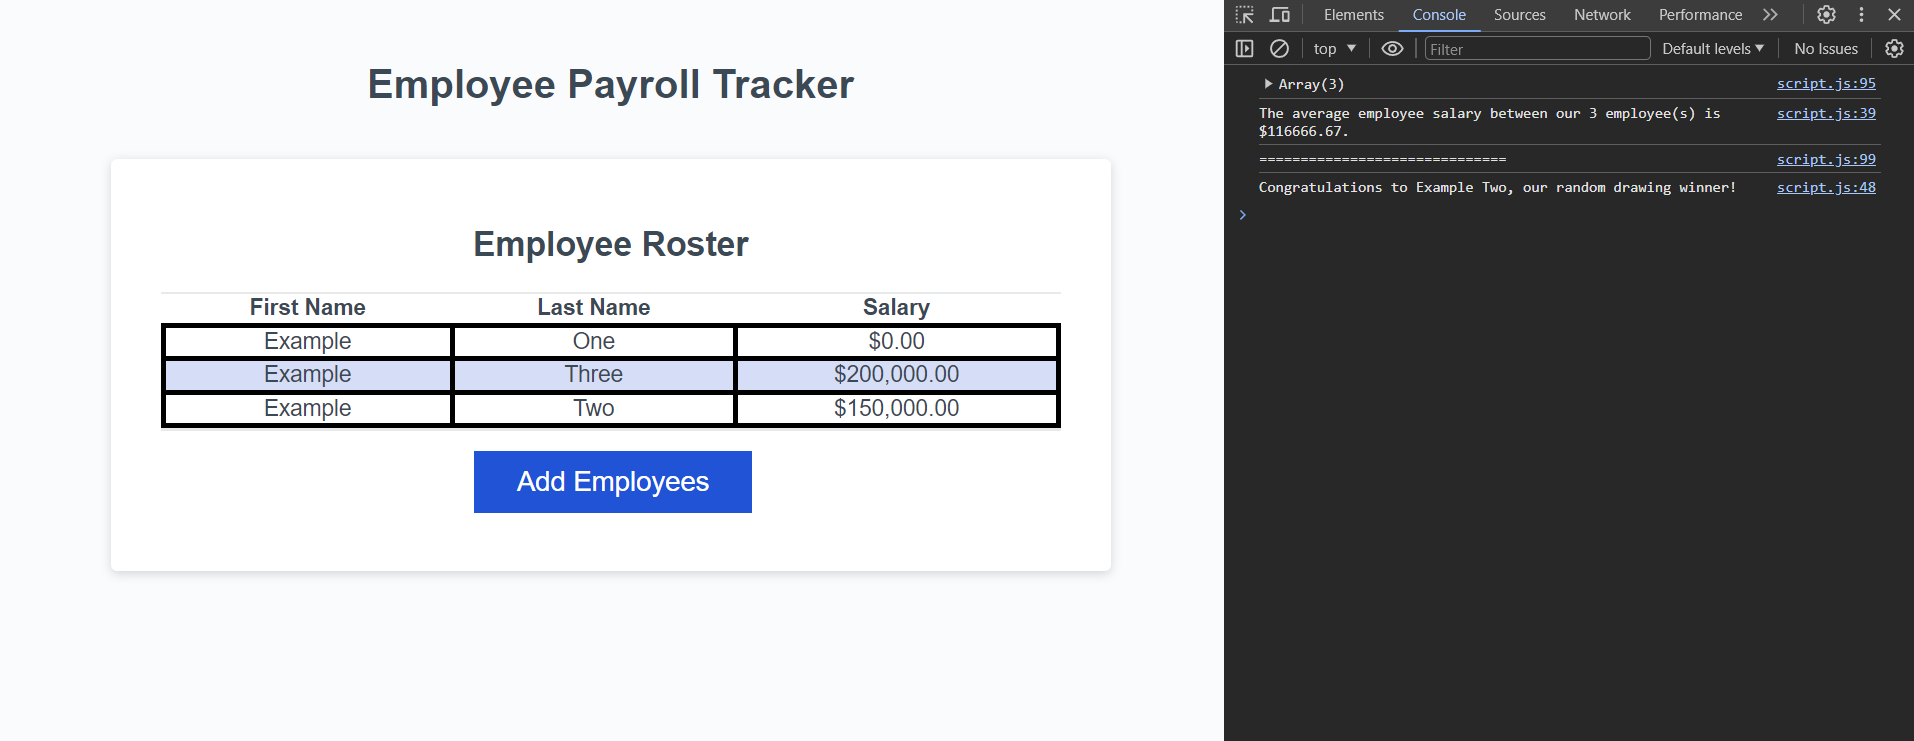 Employee Payroll Tracker
Employee Roster
First Name Last Name Salary
Example One $0.00
Example Three $200,000.00
Example Two $150,000.00
Add Employees
Elements Console Sources Network Performance
top Filter Default levels No Issues
Array(3) script.js:95
The average employee salary between our 3 employee(s) is script.js:39
$116666.67.
============================== script.js:99
Congratulations to Example Two, our random drawing winner! script.js:48